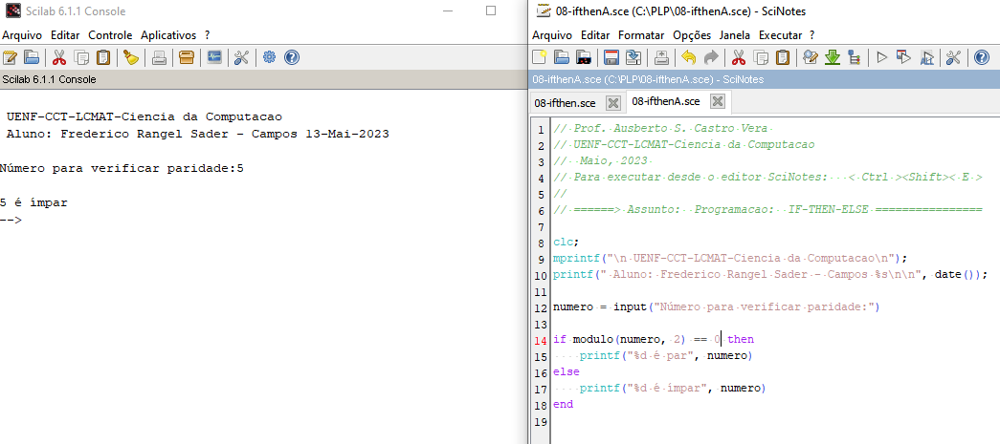 Scilab 6.1.1 Console
Arquivo Editar Controle Aplicativos ?
Scilab 6.1.1 Console
UENF-CCT-LCMAT-Ciencia da Computacao
Aluno: Frederico Rangel Sader - Campos 13-Mai-2023
Número para verificar paridade:5
5 é ímpar
-->
08-ifthenA.sce (C:\PLP\08-ifthenA.sce) - SciNotes
Arquivo Editar Formatar Opções Janela Executar ?
08-ifthenA.sce (C:\PLP\08-ifthenA.sce) - SciNotes
08-ifthen.sce 08-ifthenA.sce
1 // Prof. Ausberto S. Castro Vera
2 // UENF-CCT-LCMAT-Ciencia da Computacao
3 // Maio, 2023
4 // Para executar desde o editor SciNotes: < Ctrl ><Shift>< E >
5 //
6 // ======> Assunto: Programacao: IF-THEN-ELSE ================
7
8 clc;
9 mprintf("\n UENF-CCT-LCMAT-Ciencia da Computacao\n");
10 printf(" Aluno: Frederico Rangel Sader - Campos %s\n\n", date());
11
12 numero = input("Número para verificar paridade:")
13
14 if modulo(numero, 2) == 0 then
15 printf("%d é par", numero)
16 else
17 printf("%d é ímpar", numero)
18 end
19